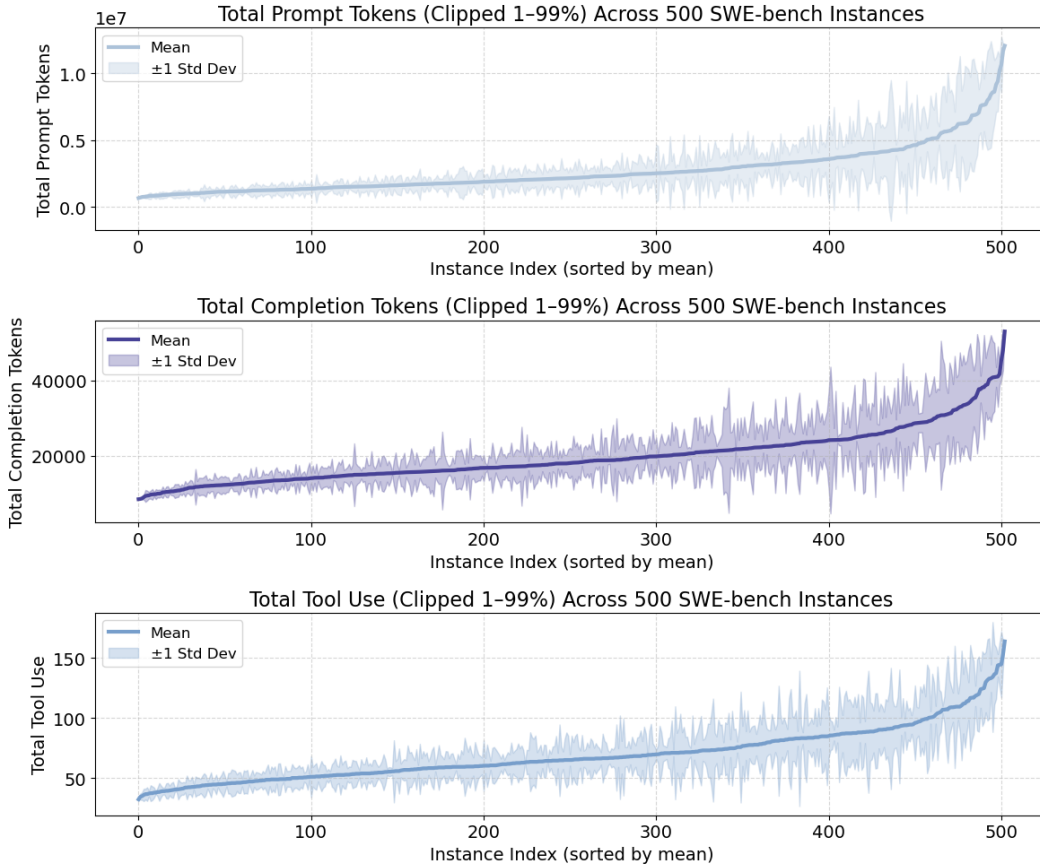 Total Prompt Tokens (Clipped 1–99%) Across 500 SWE-bench Instances
1e7
Mean
±1 Std Dev
1.0
0.5
0.0
Total Prompt Tokens
0 100 200 300 400 500
Instance Index (sorted by mean)
Total Completion Tokens (Clipped 1–99%) Across 500 SWE-bench Instances
Mean
±1 Std Dev
40000
20000
Total Completion Tokens
0 100 200 300 400 500
Instance Index (sorted by mean)
Total Tool Use (Clipped 1–99%) Across 500 SWE-bench Instances
Mean
±1 Std Dev
150
100
50
Total Tool Use
0 100 200 300 400 500
Instance Index (sorted by mean)